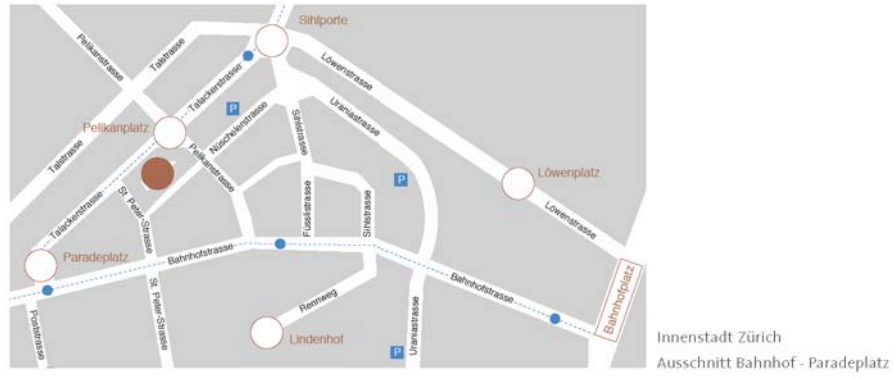 Sihlporte
Pelikanstrasse
Talstrasse
Talackerstrasse
Löwenstrasse
P
Uraniastrasse
Nüschelerstrasse
Sihlstrasse
Pelikanplatz
Pelikanstrasse
Talstrasse
Löwenplatz
P
Talackerstrasse
St. Peter-Strasse
Füsslistrasse
Sihlstrasse
Löwenstrasse
Paradeplatz
Bahnhofstrasse
Bahnhofstrasse
Bahnhofplatz
St. Peter-Strasse
Rennweg
Poststrasse
Lindenhof
Uraniastrasse
P
Innenstadt Zürich
Ausschnitt Bahnhof - Paradeplatz